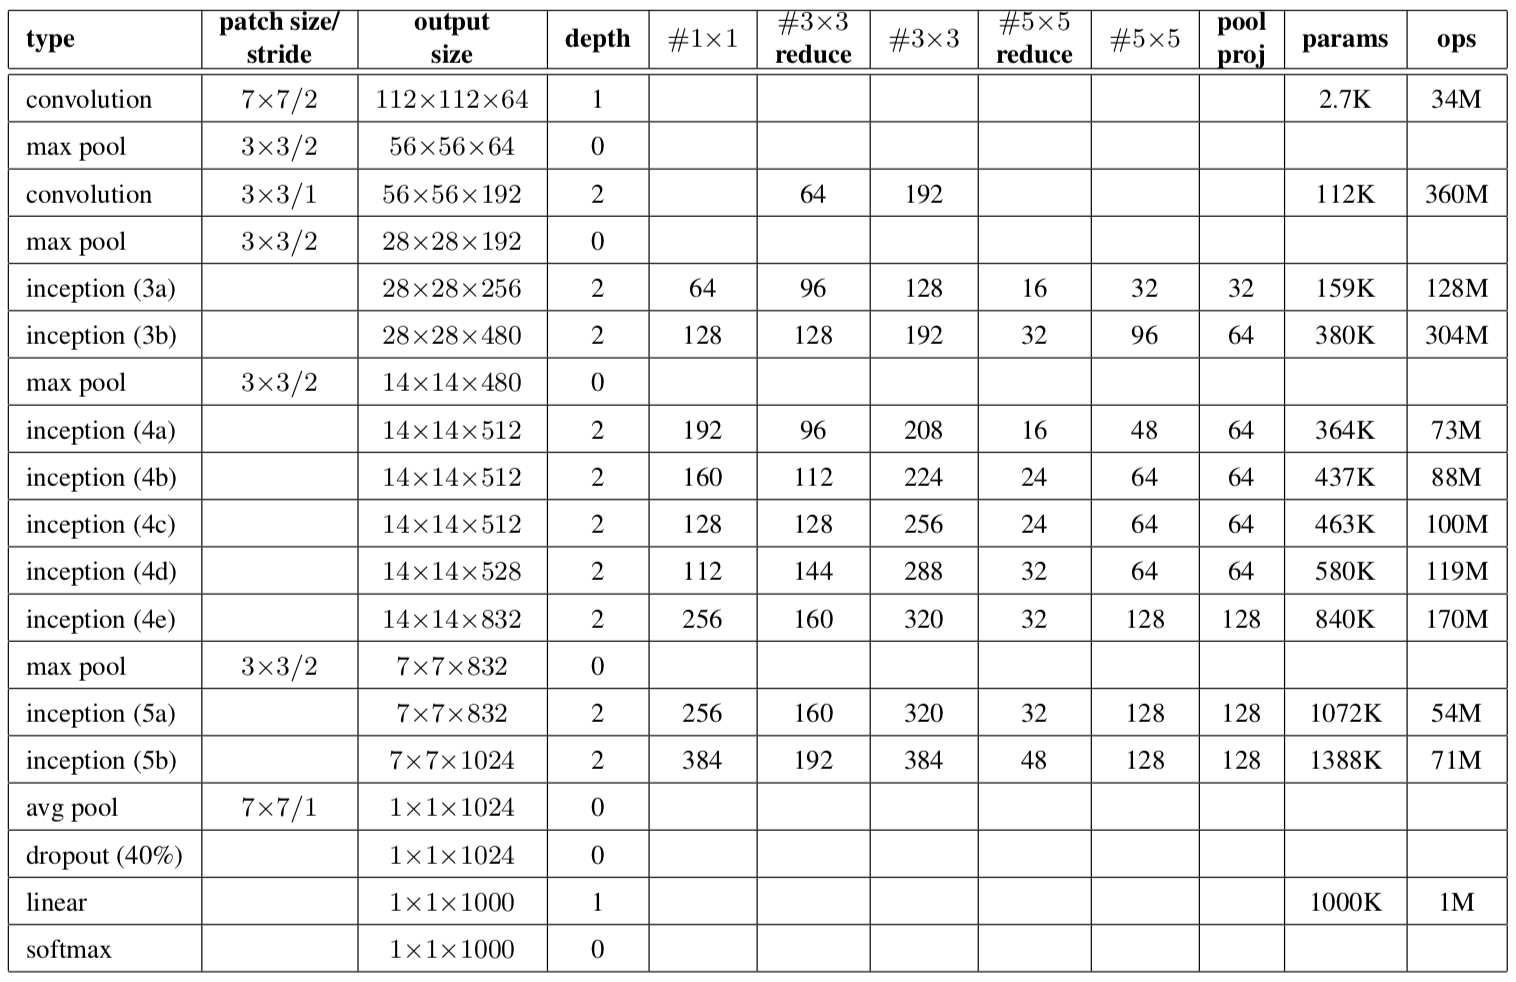 type patch size/ stride output size depth #1×1 #3×3 reduce #3×3 #5×5 reduce #5×5 pool proj params ops
convolution 7×7/2 112×112×64 1 2.7K 34M
max pool 3×3/2 56×56×64 0
convolution 3×3/1 56×56×192 2 64 192 112K 360M
max pool 3×3/2 28×28×192 0
inception (3a) 28×28×256 2 64 96 128 16 32 32 159K 128M
inception (3b) 28×28×480 2 128 128 192 32 96 64 380K 304M
max pool 3×3/2 14×14×480 0
inception (4a) 14×14×512 2 192 96 208 16 48 64 364K 73M
inception (4b) 14×14×512 2 160 112 224 24 64 64 437K 88M
inception (4c) 14×14×512 2 128 128 256 24 64 64 463K 100M
inception (4d) 14×14×528 2 112 144 288 32 64 64 580K 119M
inception (4e) 14×14×832 2 256 160 320 32 128 128 840K 170M
max pool 3×3/2 7×7×832 0
inception (5a) 7×7×832 2 256 160 320 32 128 128 1072K 54M
inception (5b) 7×7×1024 2 384 192 384 48 128 128 1388K 71M
avg pool 7×7/1 1×1×1024 0
dropout (40%) 1×1×1024 0
linear 1×1×1000 1 1000K 1M
softmax 1×1×1000 0